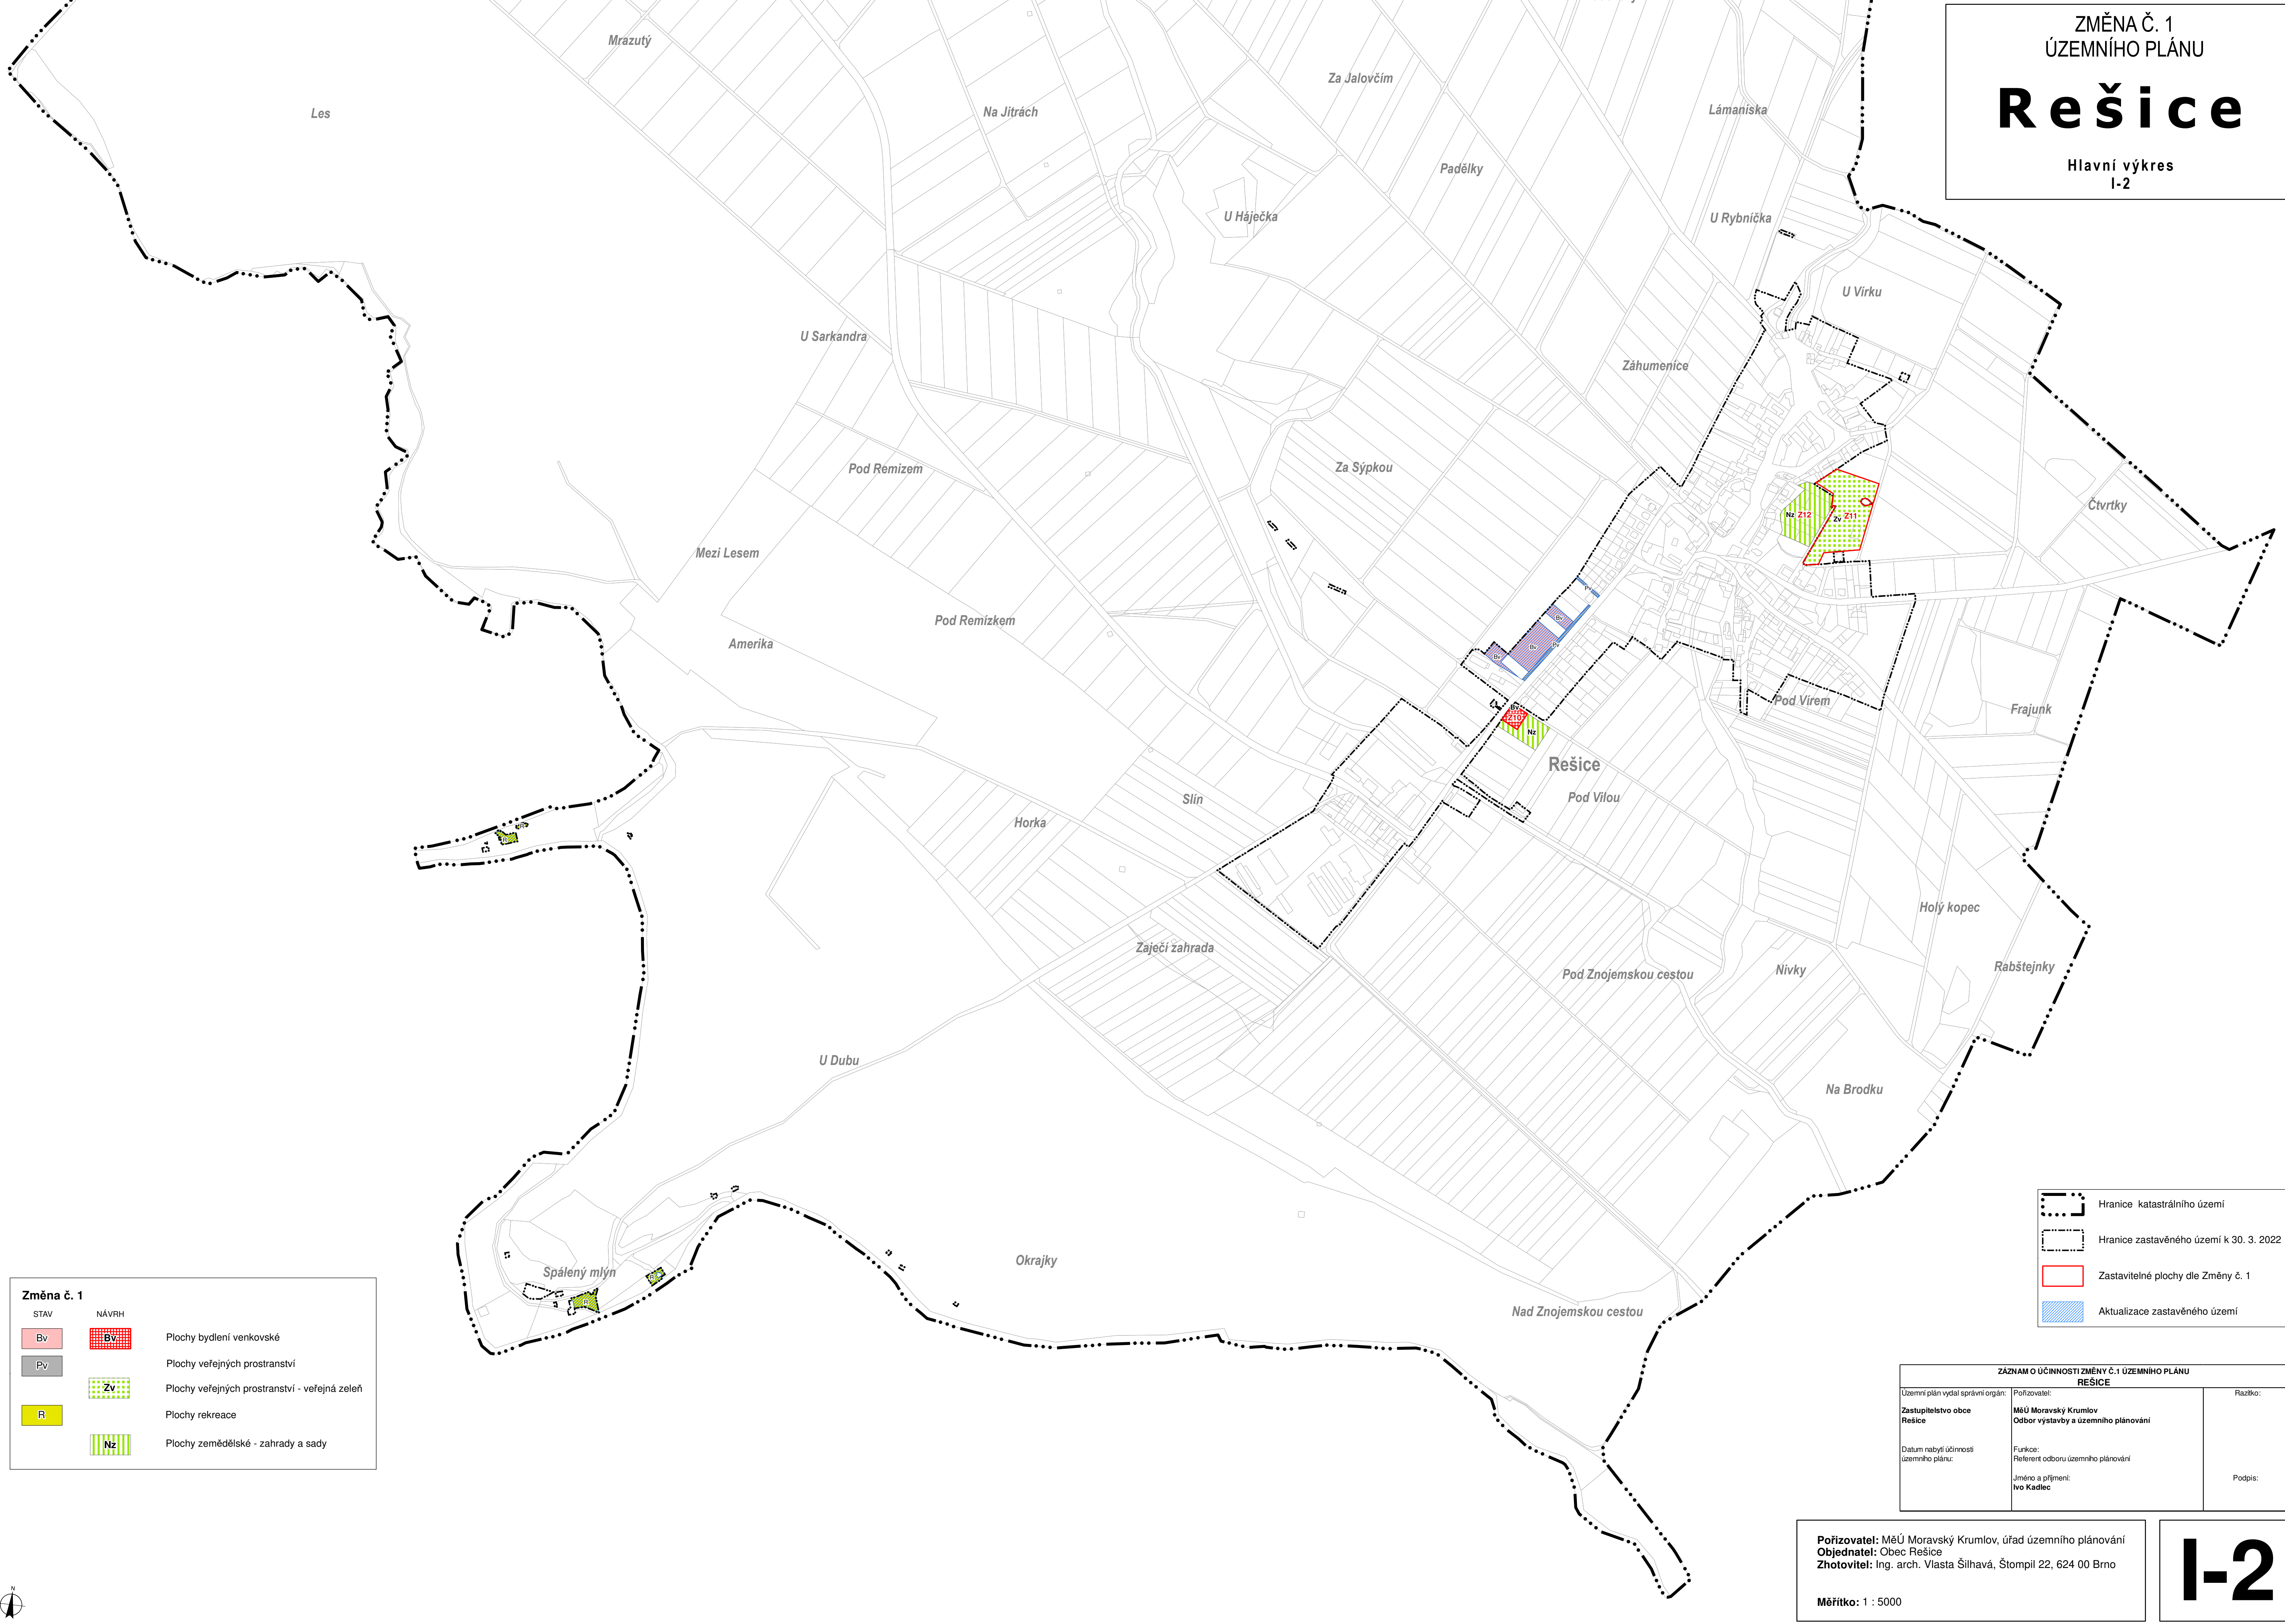 ZMĚNA Č. 1
ÚZEMNÍHO PLÁNU
Rešice
Hlavní výkres
I-2
Mrazutý
Les
Na Jitrách
Za Jalovčím
Lámaniska
Padělky
U Háječka
U Rybníčka
U Vírku
U Sarkandra
Záhumenice
Pod Remizem
Za Sýpkou
Čtvrtky
Nz Z12
Zv Z11
Mezi Lesem
Pv
Bv
Pod Remízkem
Amerika
Bv
Pv
Bv
Pod Vírem
Frajunk
Bv
Z10
Nz
Rešice
Pod Vilou
Slín
Horka
R
R
Holý kopec
Zaječí zahrada
Rabštejnky
Pod Znojemskou cestou
Nivky
U Dubu
Na Brodku
Okrajky
Spálený mlýn
R
R
Nad Znojemskou cestou
Změna č. 1
STAV NÁVRH
Bv Bv Plochy bydlení venkovské
Pv Plochy veřejných prostranství
Zv Plochy veřejných prostranství - veřejná zeleň
R Plochy rekreace
Nz Plochy zemědělské - zahrady a sady
Hranice katastrálního území
Hranice zastavěného území k 30. 3. 2022
Zastavitelné plochy dle Změny č. 1
Aktualizace zastavěného území
ZÁZNAM O ÚČINNOSTI ZMĚNY Č.1 ÚZEMNÍHO PLÁNU
REŠICE
Územní plán vydal správní orgán: Pořizovatel: Razítko:
Zastupitelstvo obce MěÚ Moravský Krumlov
Rešice Odbor výstavby a územního plánování
Datum nabytí účinnosti Funkce:
územního plánu: Referent odboru územního plánování
Jméno a příjmení: Podpis:
Ivo Kadlec
Pořizovatel: MěÚ Moravský Krumlov, úřad územního plánování
Objednatel: Obec Rešice
Zhotovitel: Ing. arch. Vlasta Šilhavá, Štompil 22, 624 00 Brno
Měřítko: 1 : 5000
I-2
N